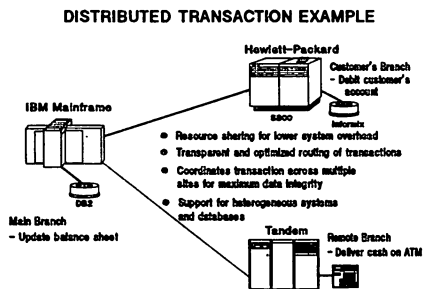 DISTRIBUTED TRANSACTION EXAMPLE
Hewlett-Packard
Customer's Branch
- Debit customer's
account
IBM Mainframe
Informix
• Resource sharing for lower system overhead
• Transparent and optimized routing of transactions
• Coordinates transaction across multiple
sites for maximum data integrity
• Support for heterogeneous systems
and databases
DB2
Main Branch
- Update balance sheet
Tandem
Remote Branch
- Deliver cash on ATM